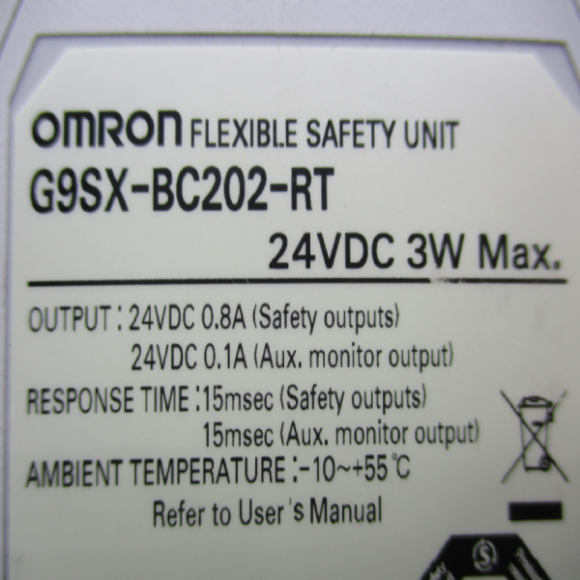 OMRON FLEXIBLE SAFETY UNIT
G9SX-BC202-RT
24VDC 3W Max.
OUTPUT : 24VDC 0.8A (Safety outputs)
24VDC 0.1A (Aux. monitor output)
RESPONSE TIME : 15msec (Safety outputs)
15msec (Aux. monitor output)
AMBIENT TEMPERATURE : -10~+55℃
Refer to User's Manual